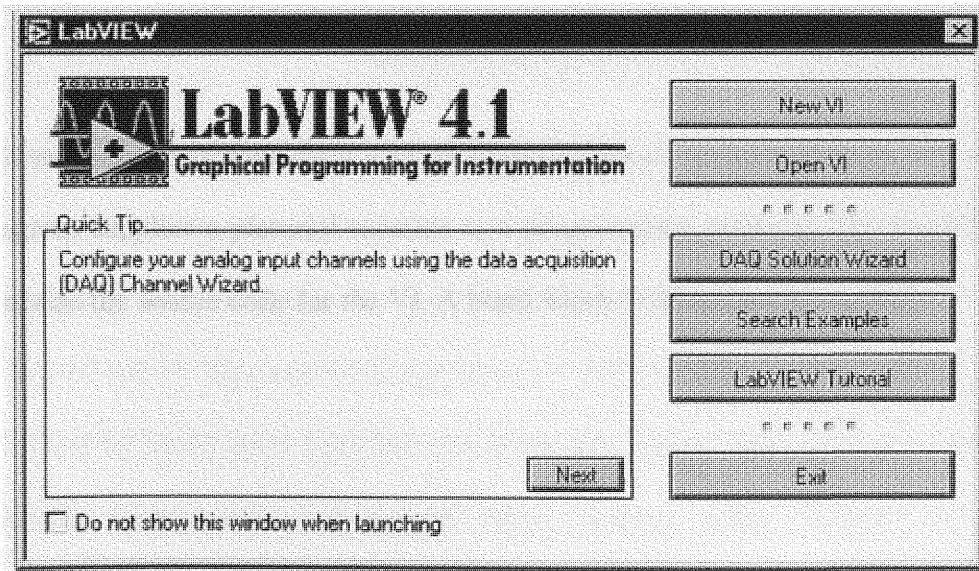 LabVIEW
LabVIEW® 4.1
Graphical Programming for Instrumentation
Quick Tip
Configure your analog input channels using the data acquisition
(DAQ) Channel Wizard.
Next
Do not show this window when launching
New VI
Open VI
DAQ Solution Wizard
Search Examples
LabVIEW Tutorial
Exit